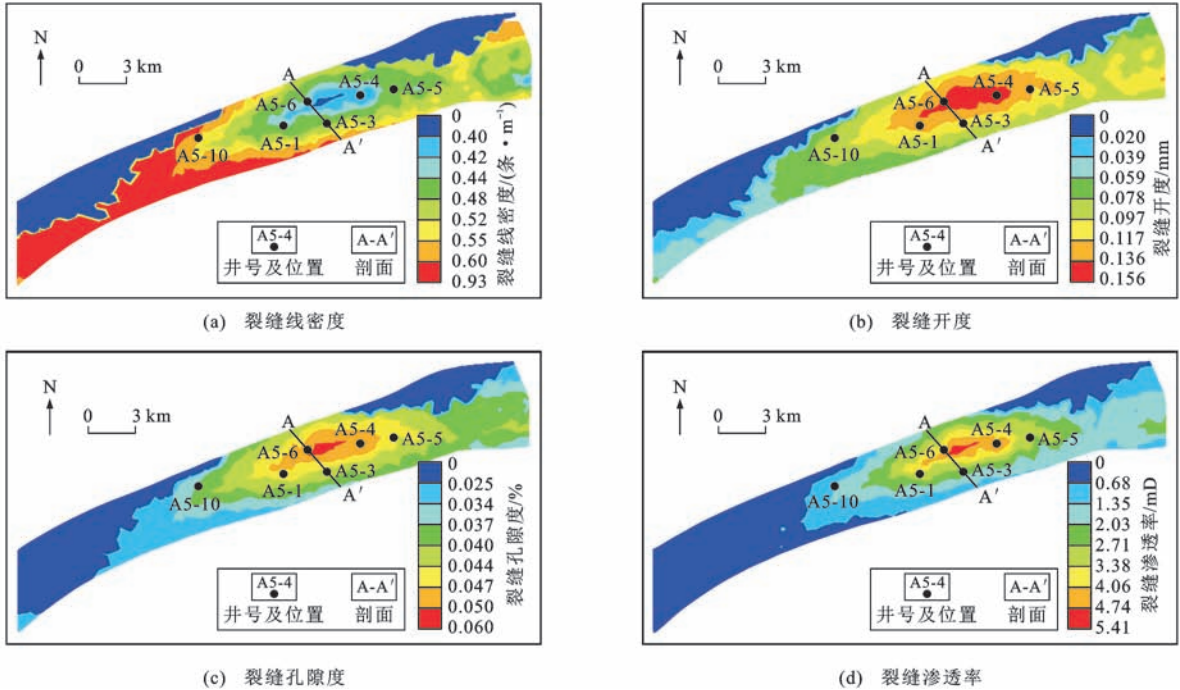 N
0 3 km
A
A5-4
A5-5
A5-6
A5-3
A5-1
A5-10
A′
0
0.40
0.42
0.44
0.48
0.52
0.55
0.60
0.93
裂缝线密度/(条·m⁻¹)
A5-4
A-A′
井号及位置 剖面
(a) 裂缝线密度
N
0 3 km
A
A5-4
A5-5
A5-6
A5-3
A5-1
A5-10
A′
0
0.020
0.039
0.059
0.078
0.097
0.117
0.136
0.156
裂缝开度/mm
A5-4
A-A′
井号及位置 剖面
(b) 裂缝开度
N
0 3 km
A
A5-4
A5-5
A5-6
A5-3
A5-1
A5-10
A′
0
0.025
0.034
0.037
0.040
0.044
0.047
0.050
0.060
裂缝孔隙度/%
A5-4
A-A′
井号及位置 剖面
(c) 裂缝孔隙度
N
0 3 km
A
A5-4
A5-5
A5-6
A5-3
A5-1
A5-10
A′
0
0.68
1.35
2.03
2.71
3.38
4.06
4.74
5.41
裂缝渗透率/mD
A5-4
A-A′
井号及位置 剖面
(d) 裂缝渗透率